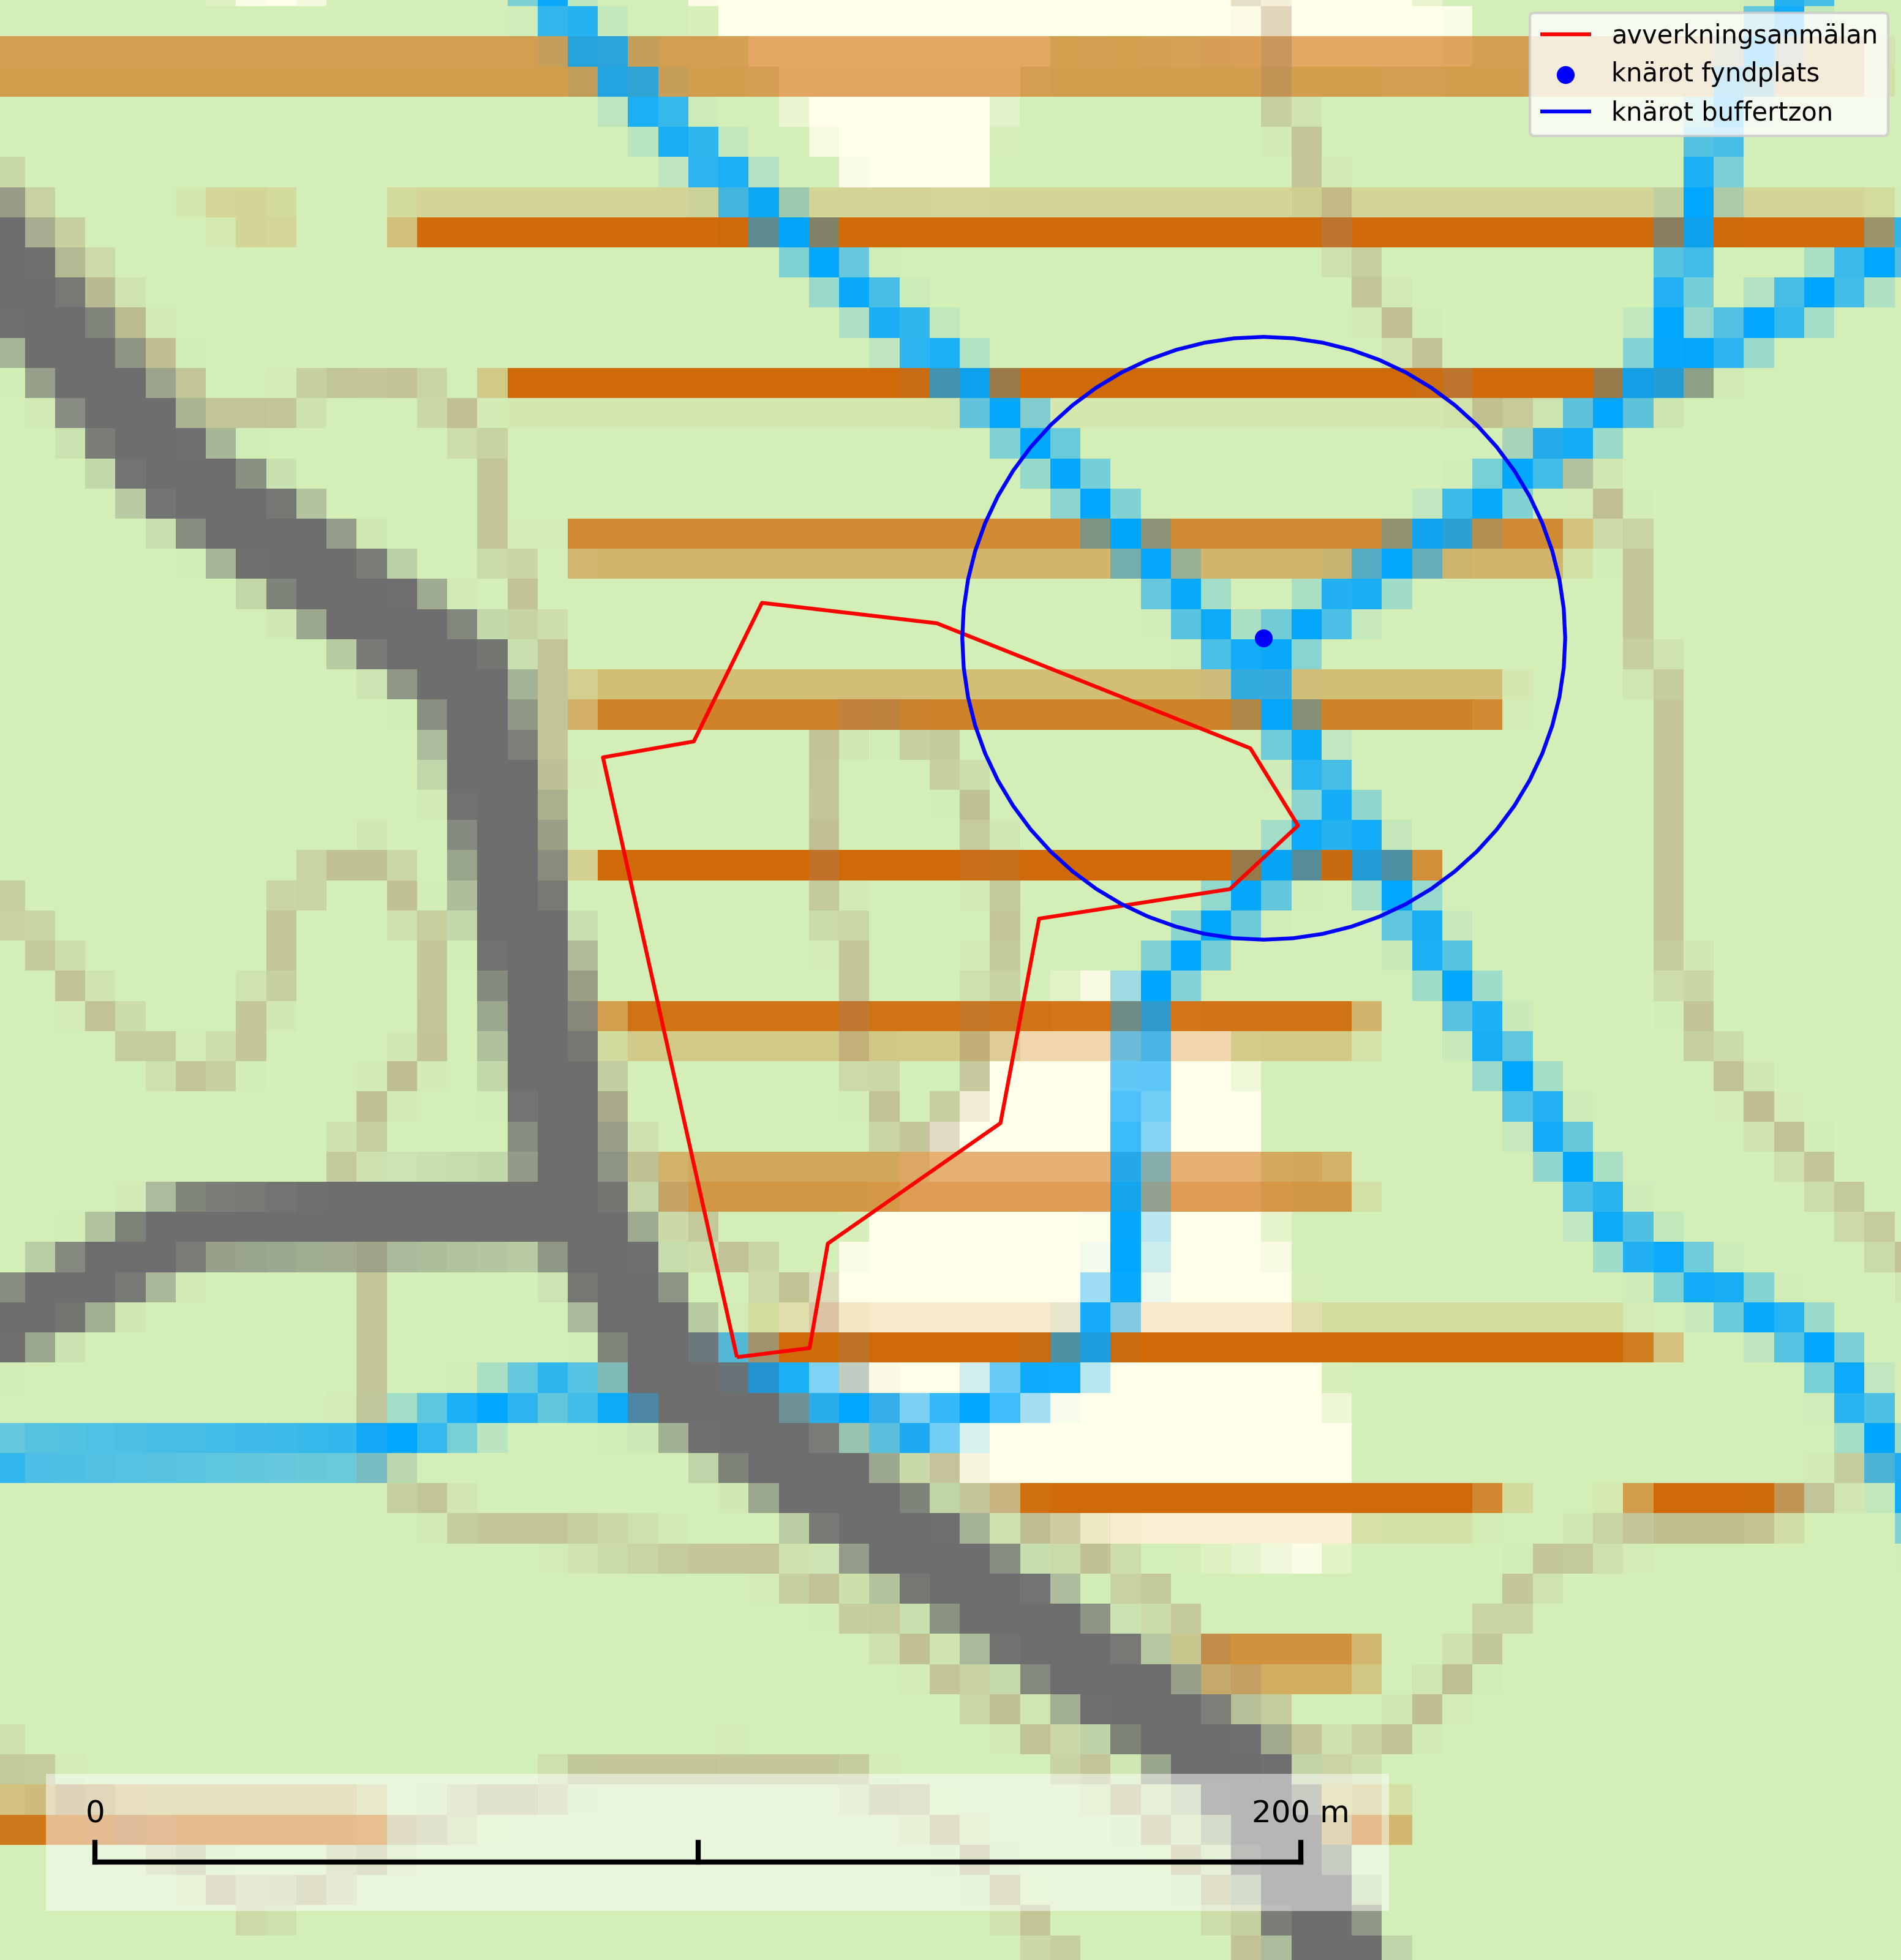 avverkningsanmälan
knärot fyndplats
knärot buffertzon
0 200 m